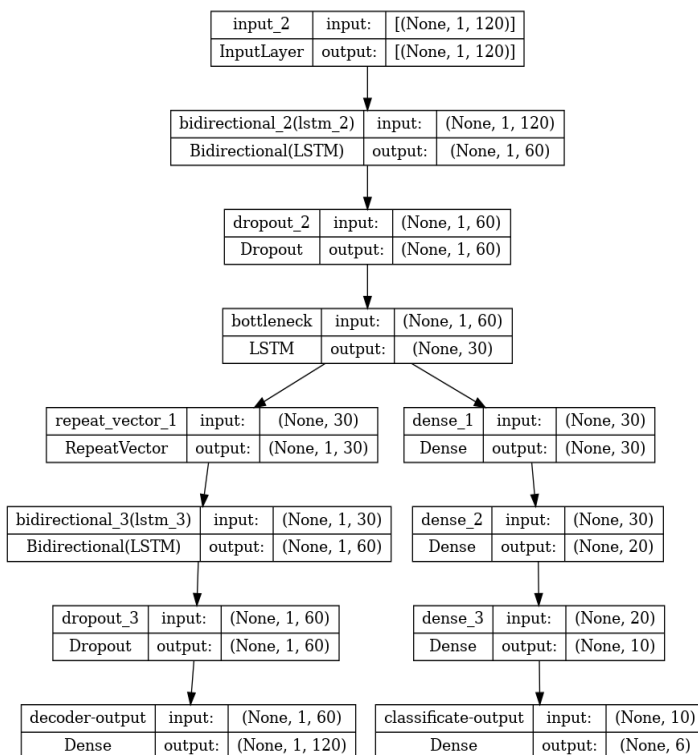 input_2 input: [(None, 1, 120)]
InputLayer output: [(None, 1, 120)]
bidirectional_2(lstm_2) input: (None, 1, 120)
Bidirectional(LSTM) output: (None, 1, 60)
dropout_2 input: (None, 1, 60)
Dropout output: (None, 1, 60)
bottleneck input: (None, 1, 60)
LSTM output: (None, 30)
repeat_vector_1 input: (None, 30)
RepeatVector output: (None, 1, 30)
dense_1 input: (None, 30)
Dense output: (None, 30)
bidirectional_3(lstm_3) input: (None, 1, 30)
Bidirectional(LSTM) output: (None, 1, 60)
dense_2 input: (None, 30)
Dense output: (None, 20)
dropout_3 input: (None, 1, 60)
Dropout output: (None, 1, 60)
dense_3 input: (None, 20)
Dense output: (None, 10)
decoder-output input: (None, 1, 60)
Dense output: (None, 1, 120)
classificate-output input: (None, 10)
Dense output: (None, 6)